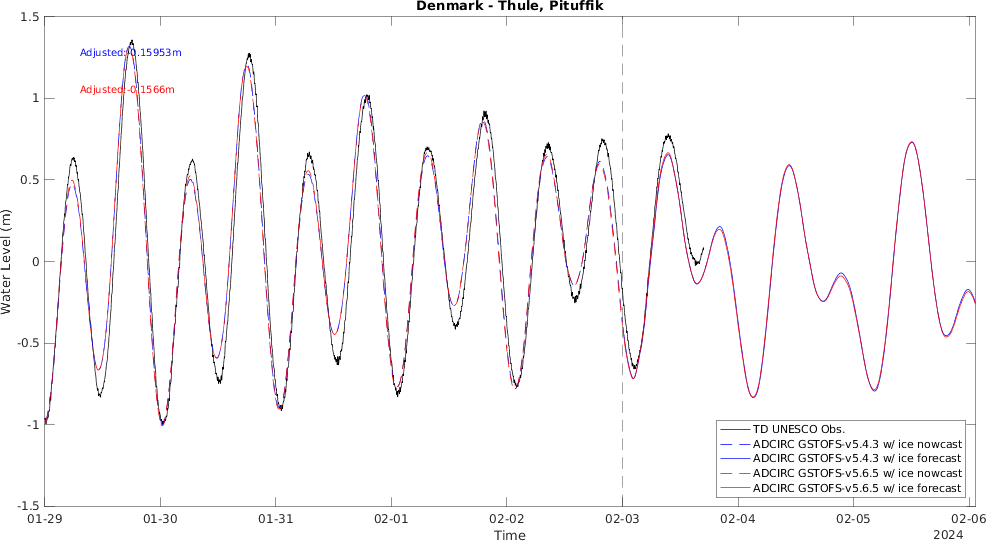 Denmark - Thule, Pituffik
Water Level (m)
1.5
1
0.5
0
-0.5
-1
-1.5
Adjusted:-0.15953m
Adjusted:-0.1566m
TD UNESCO Obs.
ADCIRC GSTOFS-v5.4.3 w/ ice nowcast
ADCIRC GSTOFS-v5.4.3 w/ ice forecast
ADCIRC GSTOFS-v5.6.5 w/ ice nowcast
ADCIRC GSTOFS-v5.6.5 w/ ice forecast
01-29 01-30 01-31 02-01 02-02 02-03 02-04 02-05 02-06
Time
2024